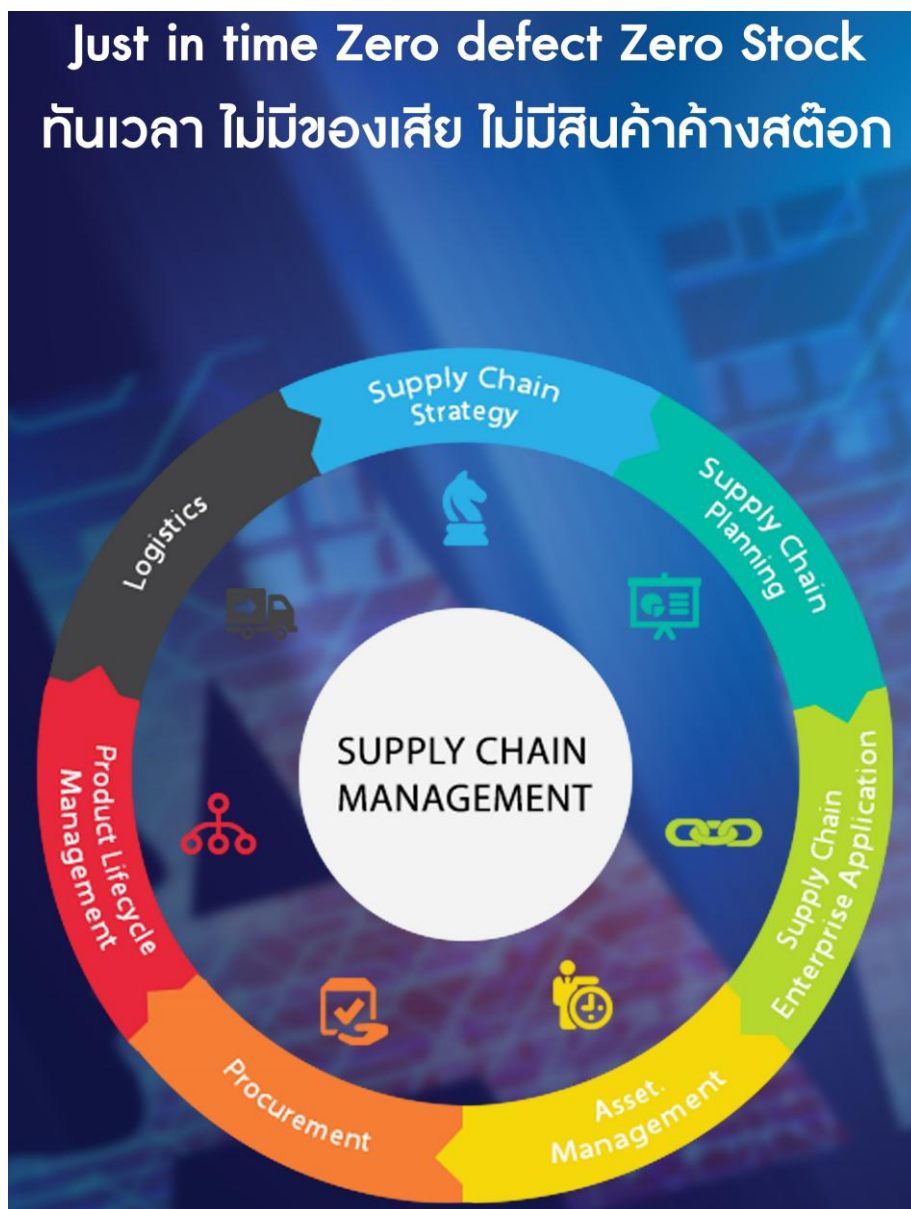 Just in time Zero defect Zero Stock
ทันเวลา ไม่มีของเสีย ไม่มีสินค้าค้างสต๊อก
Supply Chain
Strategy
Supply Chain
Planning
Supply Chain
Enterprise Application
Asset.
Management
Procurement
Product Lifecycle
Management
Logistics
SUPPLY CHAIN
MANAGEMENT